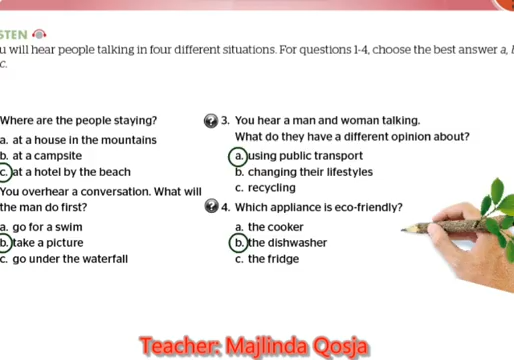 STEN
u will hear people talking in four different situations. For questions 1-4, choose the best answer a, b
c.
Where are the people staying?
a. at a house in the mountains
b. at a campsite
c. at a hotel by the beach
You overhear a conversation. What will
the man do first?
a. go for a swim
b. take a picture
c. go under the waterfall
3. You hear a man and woman talking.
What do they have a different opinion about?
a. using public transport
b. changing their lifestyles
c. recycling
4. Which appliance is eco-friendly?
a. the cooker
b. the dishwasher
c. the fridge
Teacher: Majlinda Qosja